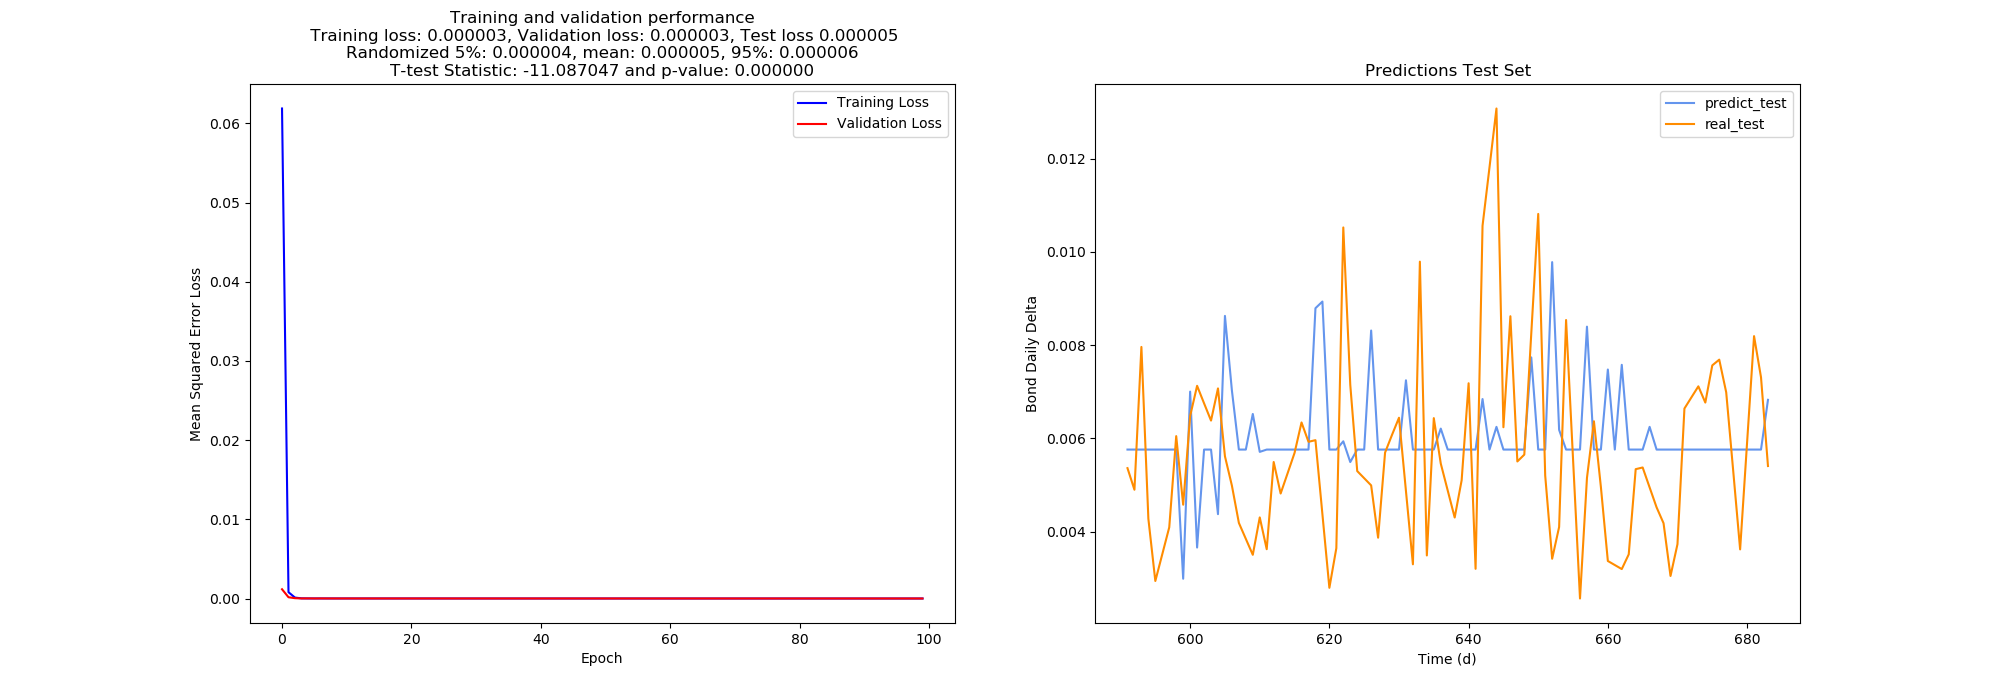 Training and validation performance
Training loss: 0.000003, Validation loss: 0.000003, Test loss 0.000005
Randomized 5%: 0.000004, mean: 0.000005, 95%: 0.000006
T-test Statistic: -11.087047 and p-value: 0.000000
Training Loss
Validation Loss
0.06
0.05
0.04
0.03
0.02
0.01
0.00
Mean Squared Error Loss
0 20 40 60 80 100
Epoch
Predictions Test Set
predict_test
real_test
0.012
0.010
0.008
0.006
0.004
Bond Daily Delta
600 620 640 660 680
Time (d)